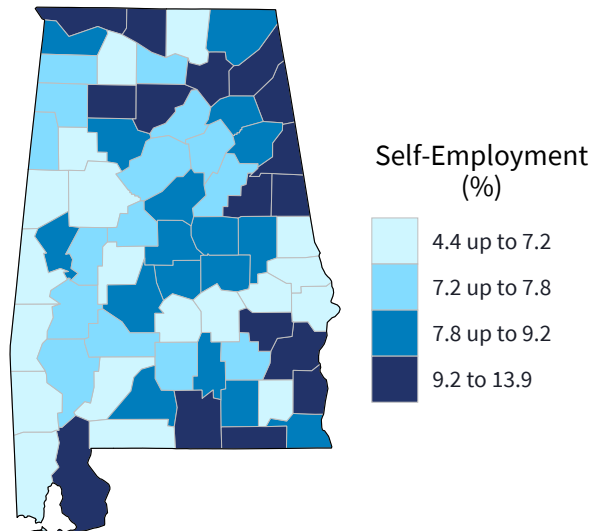 Self-Employment
(%)
4.4 up to 7.2
7.2 up to 7.8
7.8 up to 9.2
9.2 to 13.9